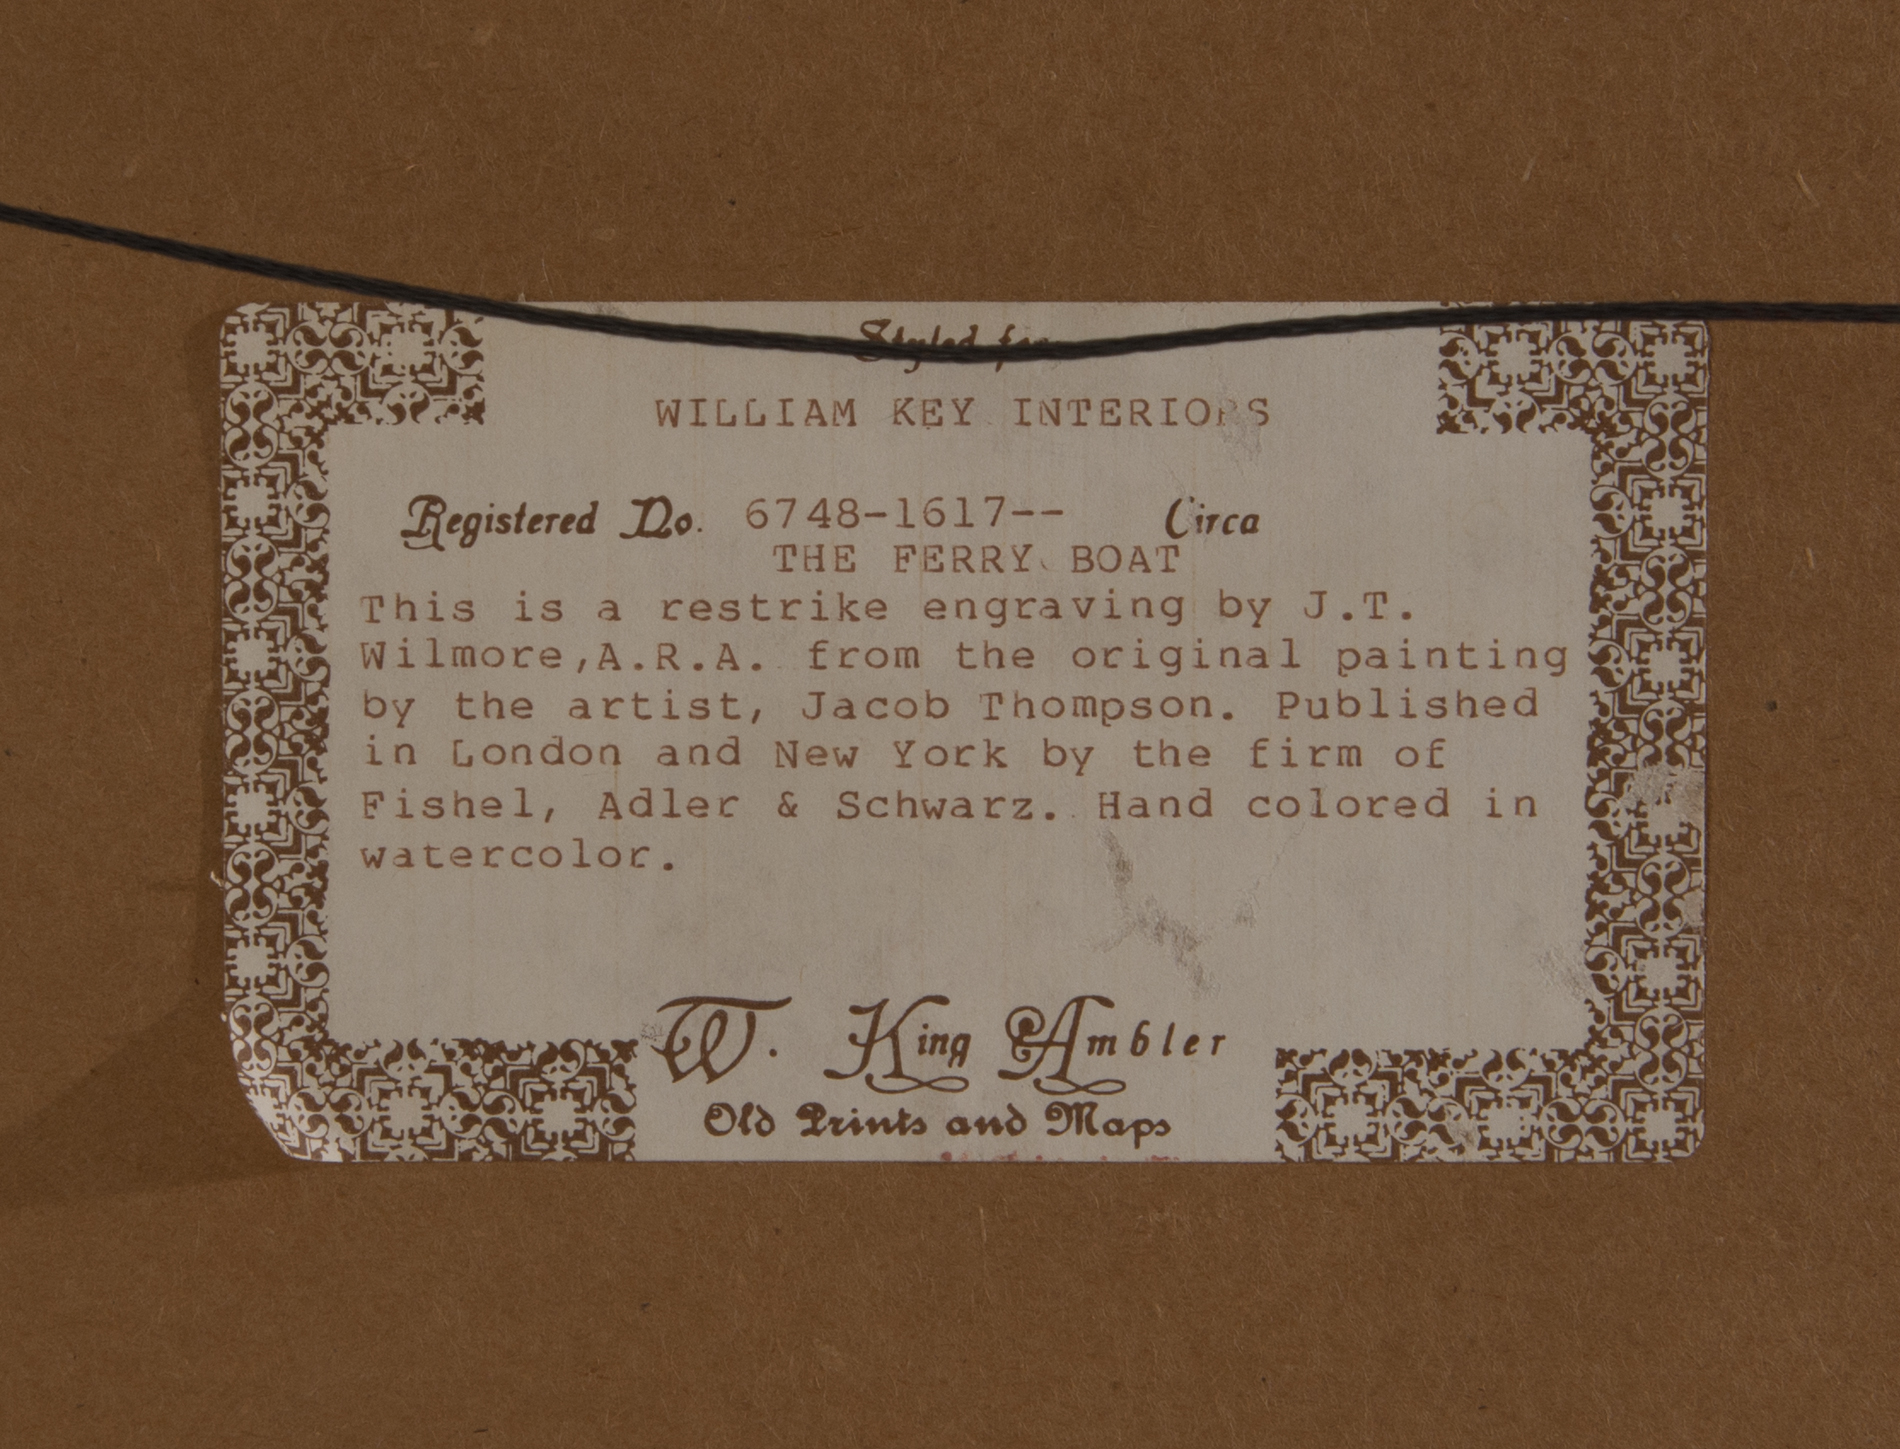 Styled for
WILLIAM KEY INTERIORS
Registered No. 6748-1617-- Circa
THE FERRY BOAT
This is a restrike engraving by J.T.
Wilmore,A.R.A. from the original painting
by the artist, Jacob Thompson. Published
in London and New York by the firm of
Fishel, Adler & Schwarz. Hand colored in
watercolor.
W. King Ambler
Old Prints and Maps